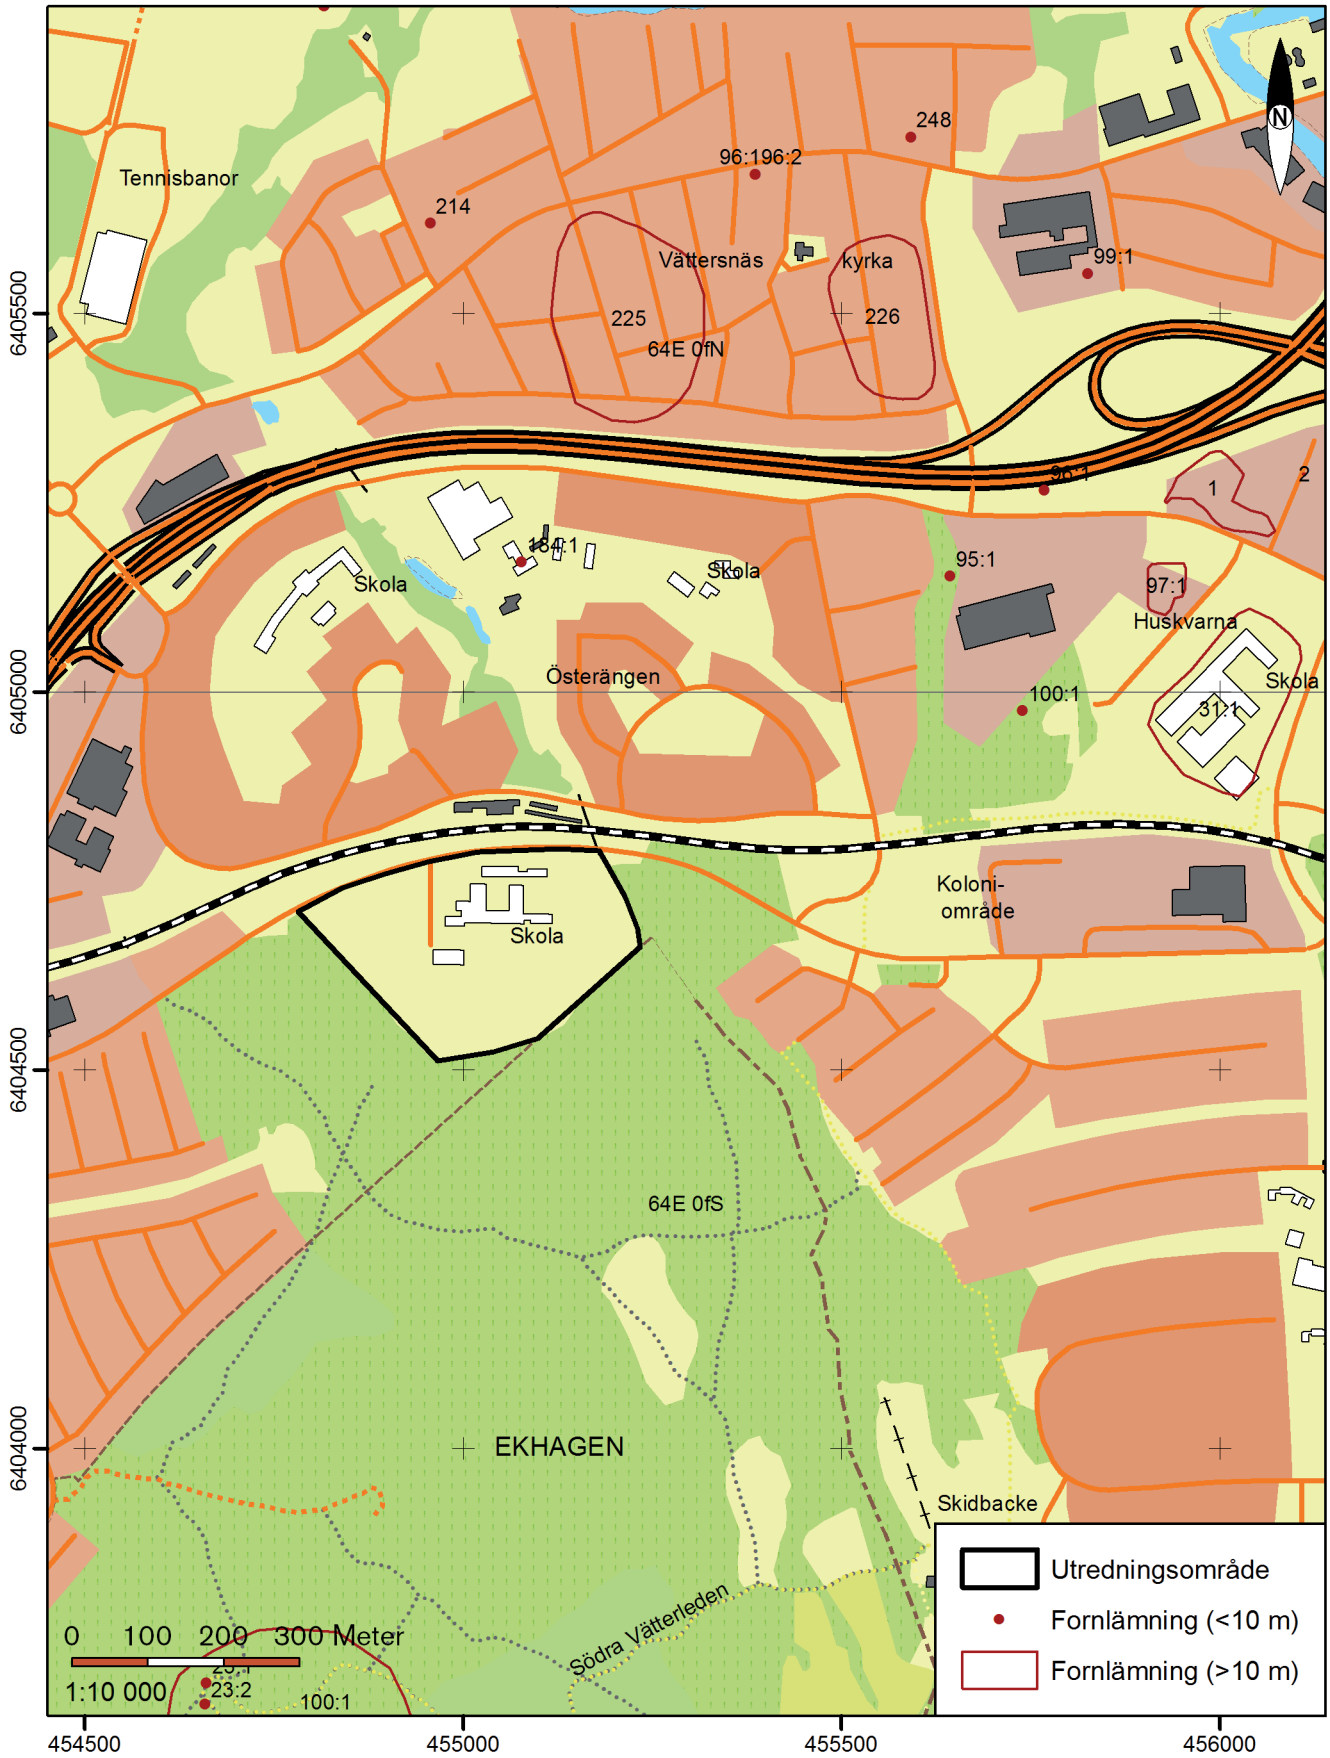 248
96:196:2
Tennisbanor
214
N
Vättersnäs
kyrka
99:1
225
226
64E 0fN
6405500
96:1
1
2
184:1
Skola
Skola
95:1
97:1
Huskvarna
Österängen
Skola
6405000
100:1
31:1
Koloni-
område
Skola
6404500
64E 0fS
6404000
EKHAGEN
Skidbacke
Utredningsområde
Fornlämning (<10 m)
Fornlämning (>10 m)
Södra Vätterleden
0 100 200 300 Meter
1:10 000
23:2
100:1
454500
455000
455500
456000